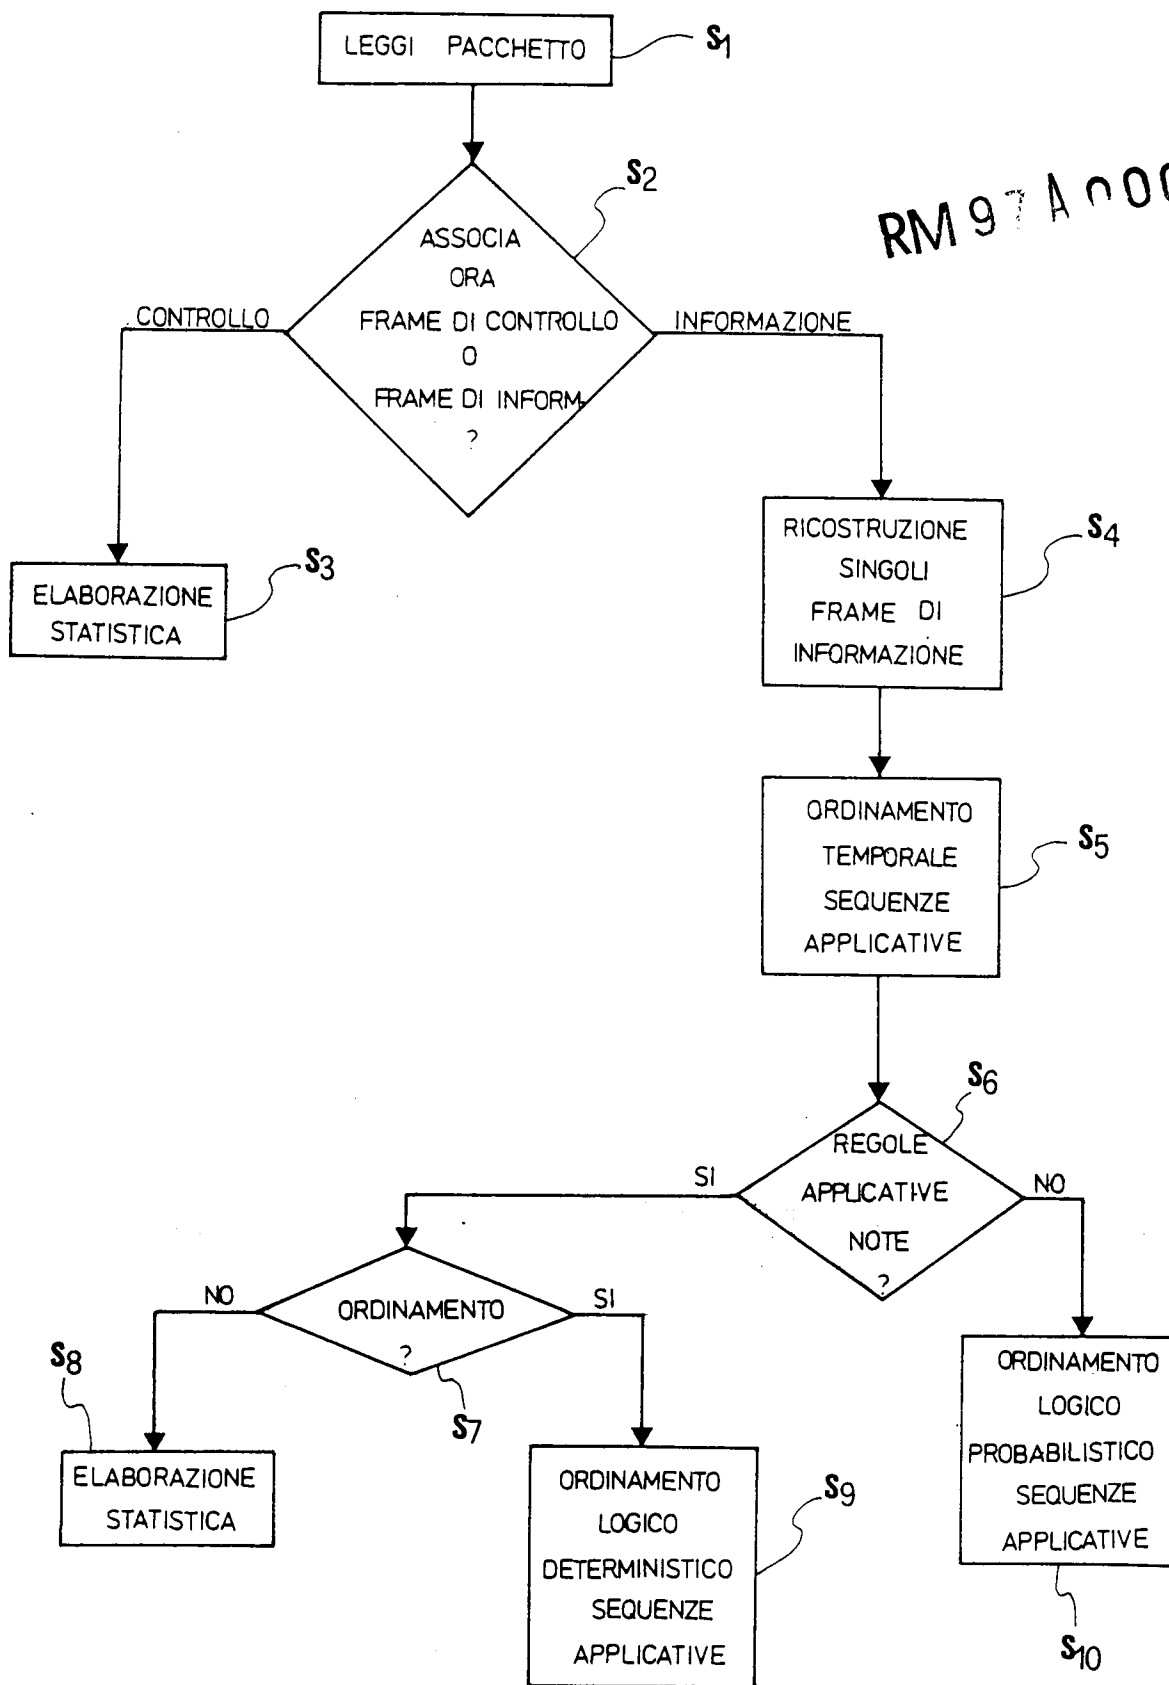 LEGGI PACCHETTO
S1
RM 97 A 000
S2
ASSOCIA
ORA
FRAME DI CONTROLLO
O
FRAME DI INFORM.
?
CONTROLLO
INFORMAZIONE
S3
ELABORAZIONE
STATISTICA
S4
RICOSTRUZIONE
SINGOLI
FRAME DI
INFORMAZIONE
S5
ORDINAMENTO
TEMPORALE
SEQUENZE
APPLICATIVE
S6
REGOLE
APPLICATIVE
NOTE
?
SI
NO
NO
ORDINAMENTO
?
SI
S7
S8
ELABORAZIONE
STATISTICA
S9
ORDINAMENTO
LOGICO
DETERMINISTICO
SEQUENZE
APPLICATIVE
ORDINAMENTO
LOGICO
PROBABILISTICO
SEQUENZE
APPLICATIVE
S10